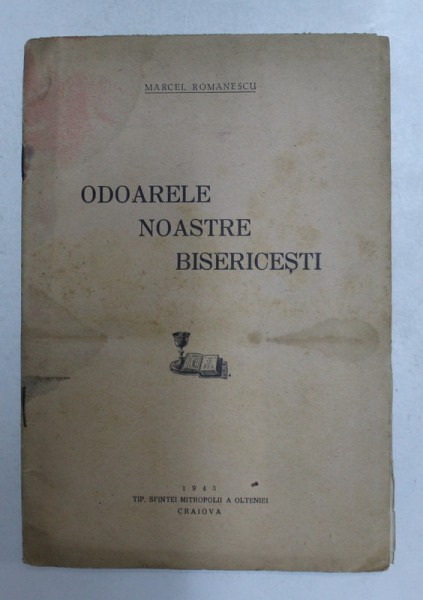 MARCEL ROMANESCU
ODOARELE
NOASTRE
BISERICEȘTI
1943
TIP. SFINTEI MITROPOLII A OLTENIEI
CRAIOVA